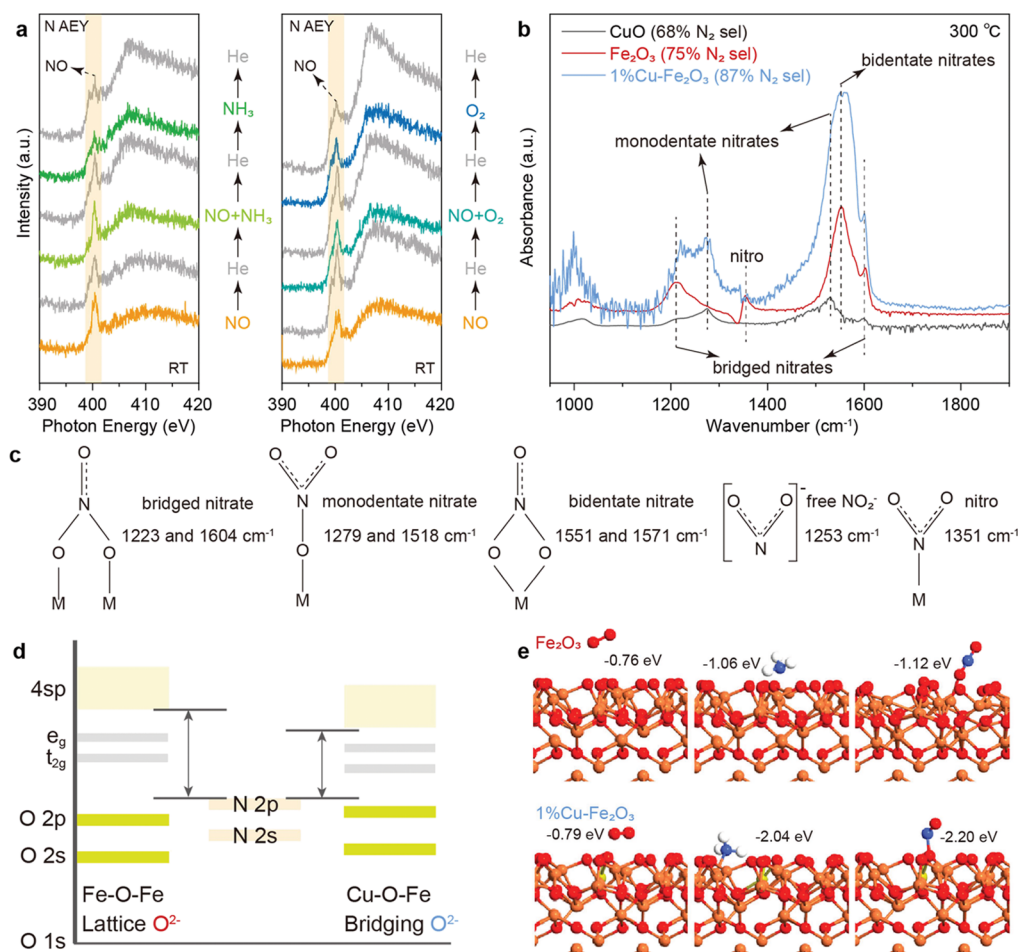 a
N AEY
NO
He
NH₃
He
NO+NH₃
He
NO
RT
Intensity (a.u.)
390 400 410 420
Photon Energy (eV)
N AEY
NO
He
O₂
He
NO+O₂
He
NO
RT
390 400 410 420
Photon Energy (eV)
b
CuO (68% N₂ sel)
Fe₂O₃ (75% N₂ sel)
1%Cu-Fe₂O₃ (87% N₂ sel)
300 °C
bidentate nitrates
monodentate nitrates
nitro
bridged nitrates
Absorbance (a.u.)
1000 1200 1400 1600 1800
Wavenumber (cm⁻¹)
c
O
N
O O
M M
bridged nitrate
1223 and 1604 cm⁻¹
O O
N
O
M
monodentate nitrate
1279 and 1518 cm⁻¹
O
N
O O
M
bidentate nitrate
1551 and 1571 cm⁻¹
O O
N
-
free NO₂⁻
1253 cm⁻¹
O O
N
M
nitro
1351 cm⁻¹
d
4sp
e_g
t_2g
O 2p
O 2s
O 1s
N 2p
N 2s
Fe-O-Fe
Lattice O²⁻
Cu-O-Fe
Bridging O²⁻
e
Fe₂O₃
-0.76 eV
-1.06 eV
-1.12 eV
1%Cu-Fe₂O₃
-0.79 eV
-2.04 eV
-2.20 eV